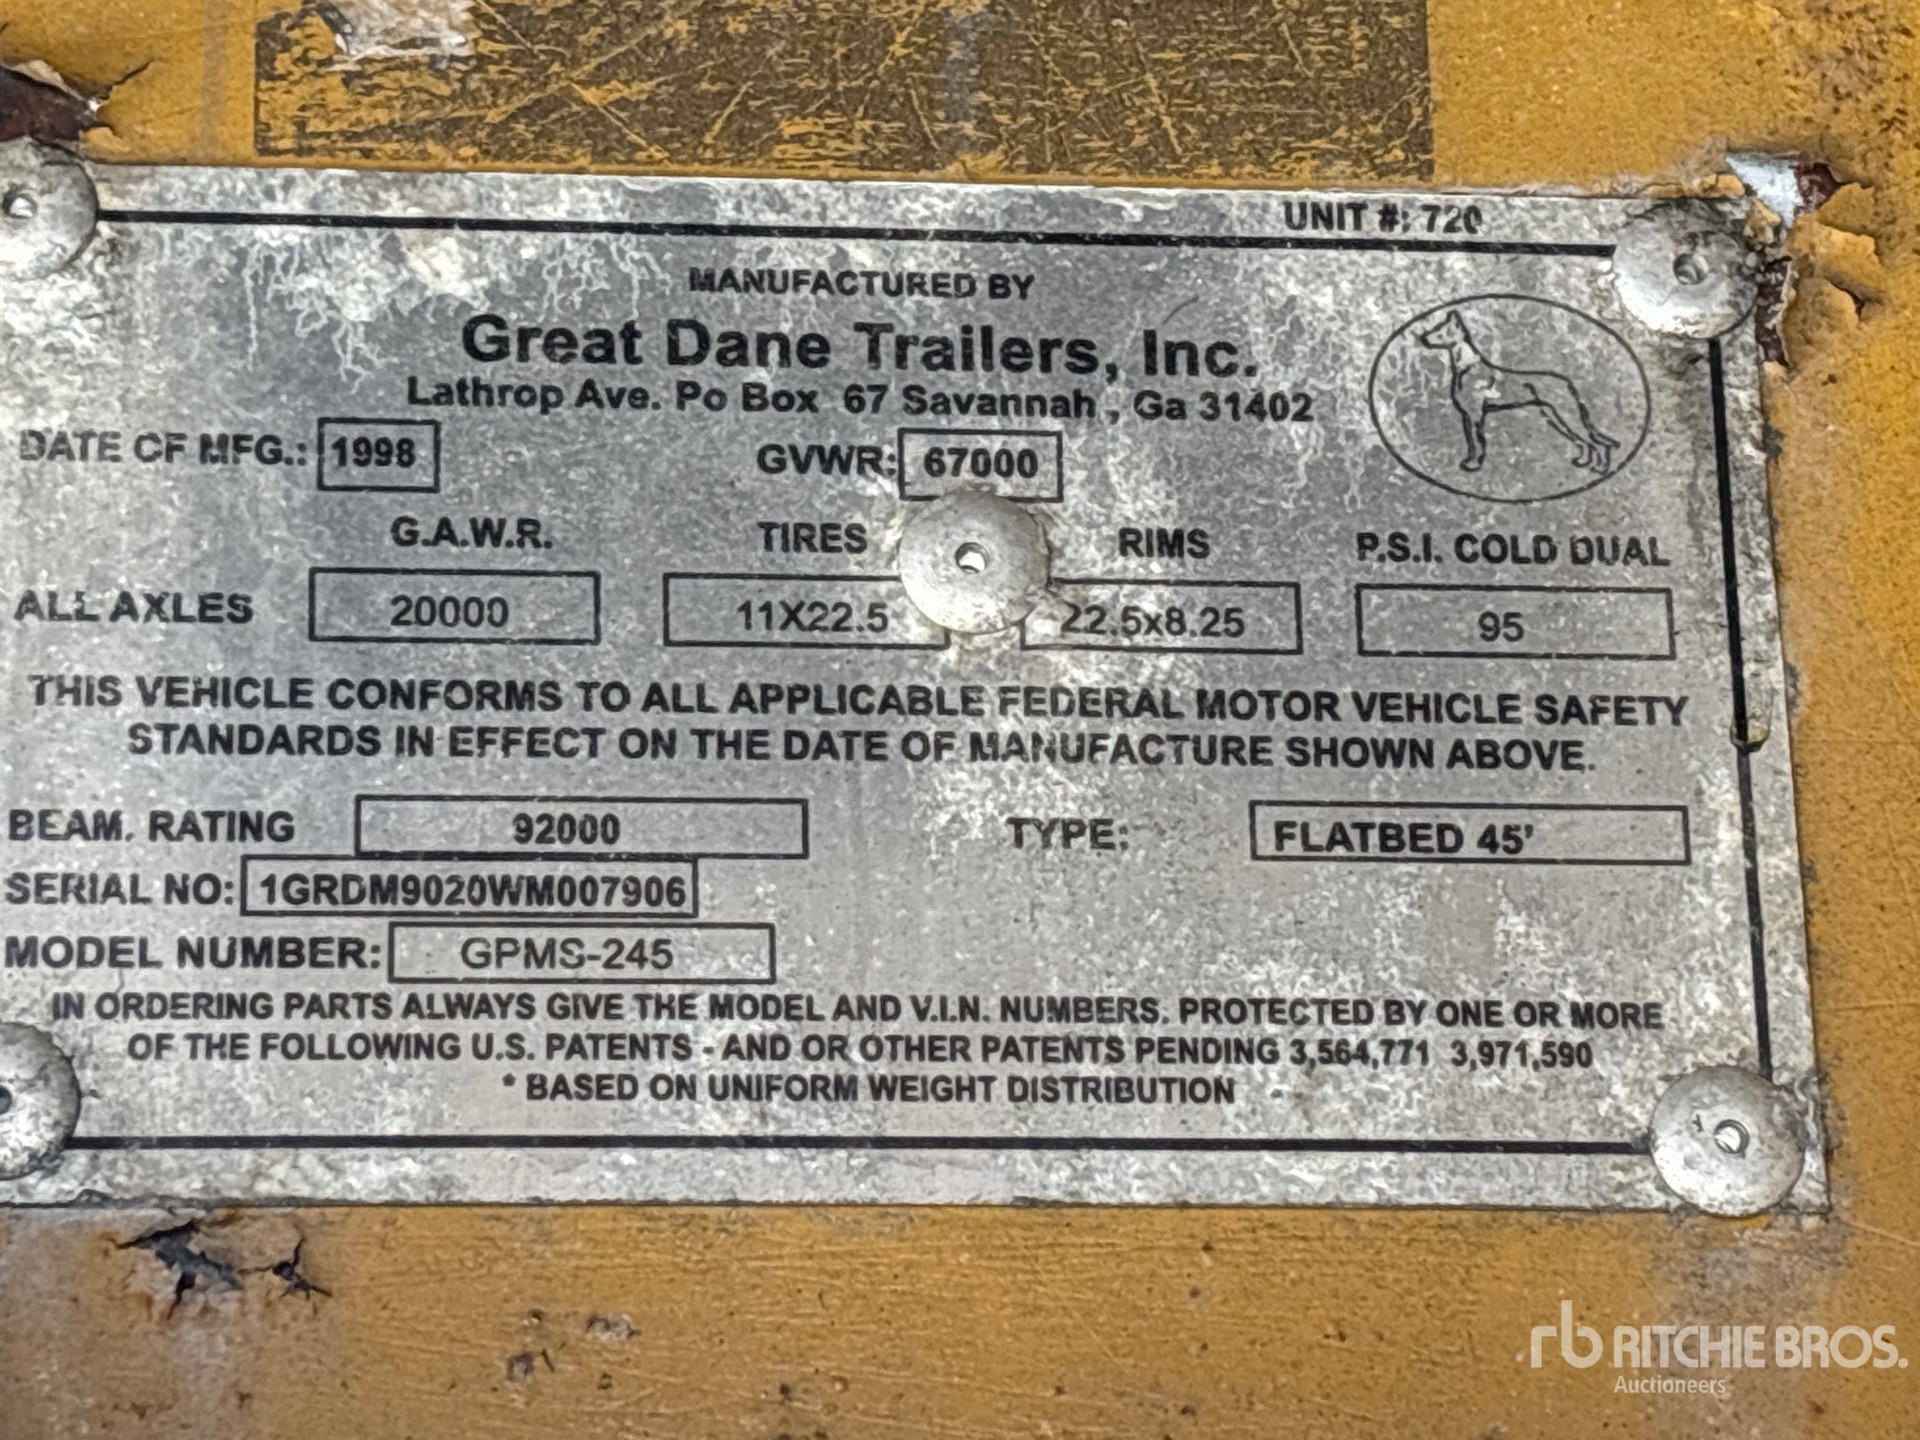 UNIT #: 720
MANUFACTURED BY
Great Dane Trailers, Inc.
Lathrop Ave. Po Box 67 Savannah, Ga 31402
DATE OF MFG.: 1998 GVWR: 67000
G.A.W.R. TIRES RIMS P.S.I. COLD DUAL
ALL AXLES 20000 11X22.5 22.5x8.25 95
THIS VEHICLE CONFORMS TO ALL APPLICABLE FEDERAL MOTOR VEHICLE SAFETY
STANDARDS IN EFFECT ON THE DATE OF MANUFACTURE SHOWN ABOVE.
BEAM. RATING 92000 TYPE: FLATBED 45'
SERIAL NO: 1GRDM9020WM007906
MODEL NUMBER: GPMS-245
IN ORDERING PARTS ALWAYS GIVE THE MODEL AND V.I.N. NUMBERS. PROTECTED BY ONE OR MORE
OF THE FOLLOWING U.S. PATENTS - AND OR OTHER PATENTS PENDING 3,564,771 3,971,590
* BASED ON UNIFORM WEIGHT DISTRIBUTION
rb RITCHIE BROS.
Auctioneers